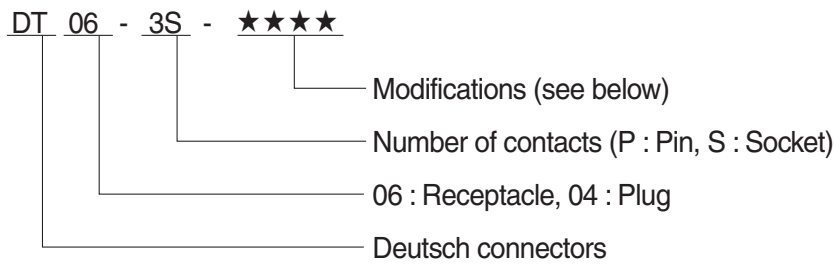 DT 06 - 3S - ★★★★
Modifications (see below)
Number of contacts (P : Pin, S : Socket)
06 : Receptacle, 04 : Plug
Deutsch connectors